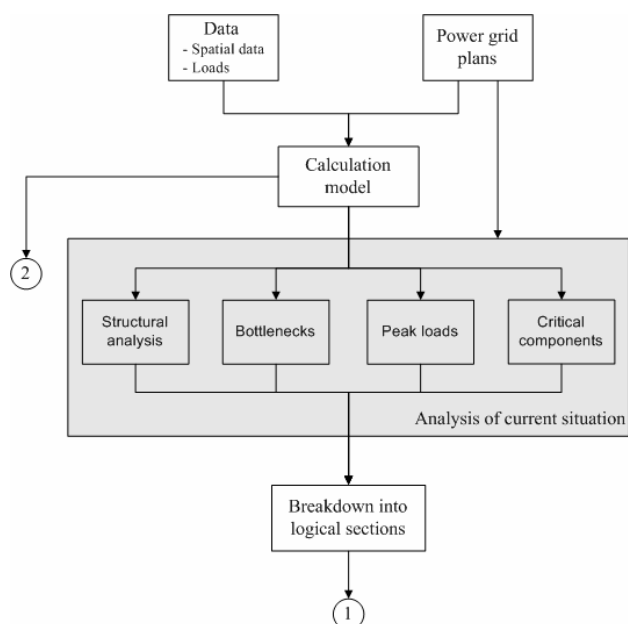 Data
- Spatial data
- Loads
Power grid
plans
Calculation
model
2
Structural
analysis
Bottlenecks
Peak loads
Critical
components
Analysis of current situation
Breakdown into
logical sections
1